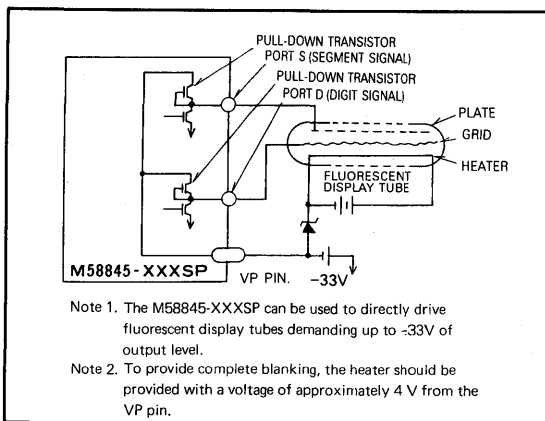 PULL-DOWN TRANSISTOR
PORT S (SEGMENT SIGNAL)
PULL-DOWN TRANSISTOR
PORT D (DIGIT SIGNAL)
PLATE
GRID
HEATER
FLUORESCENT
DISPLAY TUBE
M58845-XXXSP
VP PIN.
-33V
Note 1. The M58845-XXXSP can be used to directly drive
fluorescent display tubes demanding up to -33V of
output level.
Note 2. To provide complete blanking, the heater should be
provided with a voltage of approximately 4 V from the
VP pin.